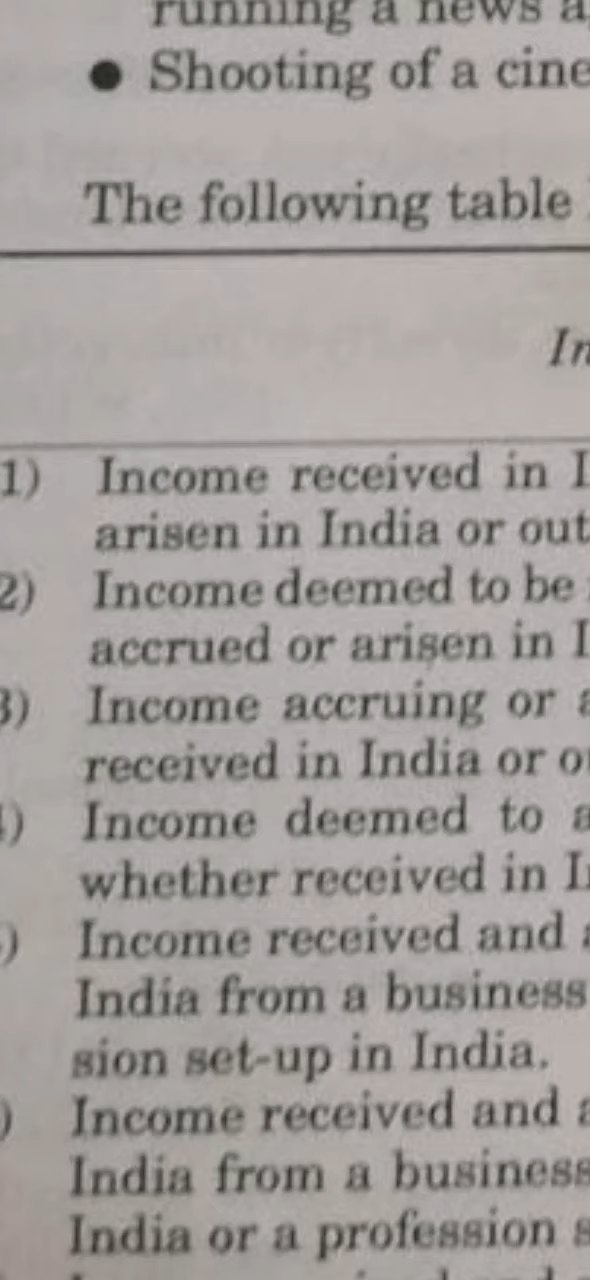 running a news a
● Shooting of a cine
The following table
In
1) Income received in I
arisen in India or out
2) Income deemed to be
accrued or arisen in I
3) Income accruing or a
received in India or o
) Income deemed to a
whether received in I
) Income received and a
India from a business
sion set-up in India.
) Income received and a
India from a business
India or a profession s